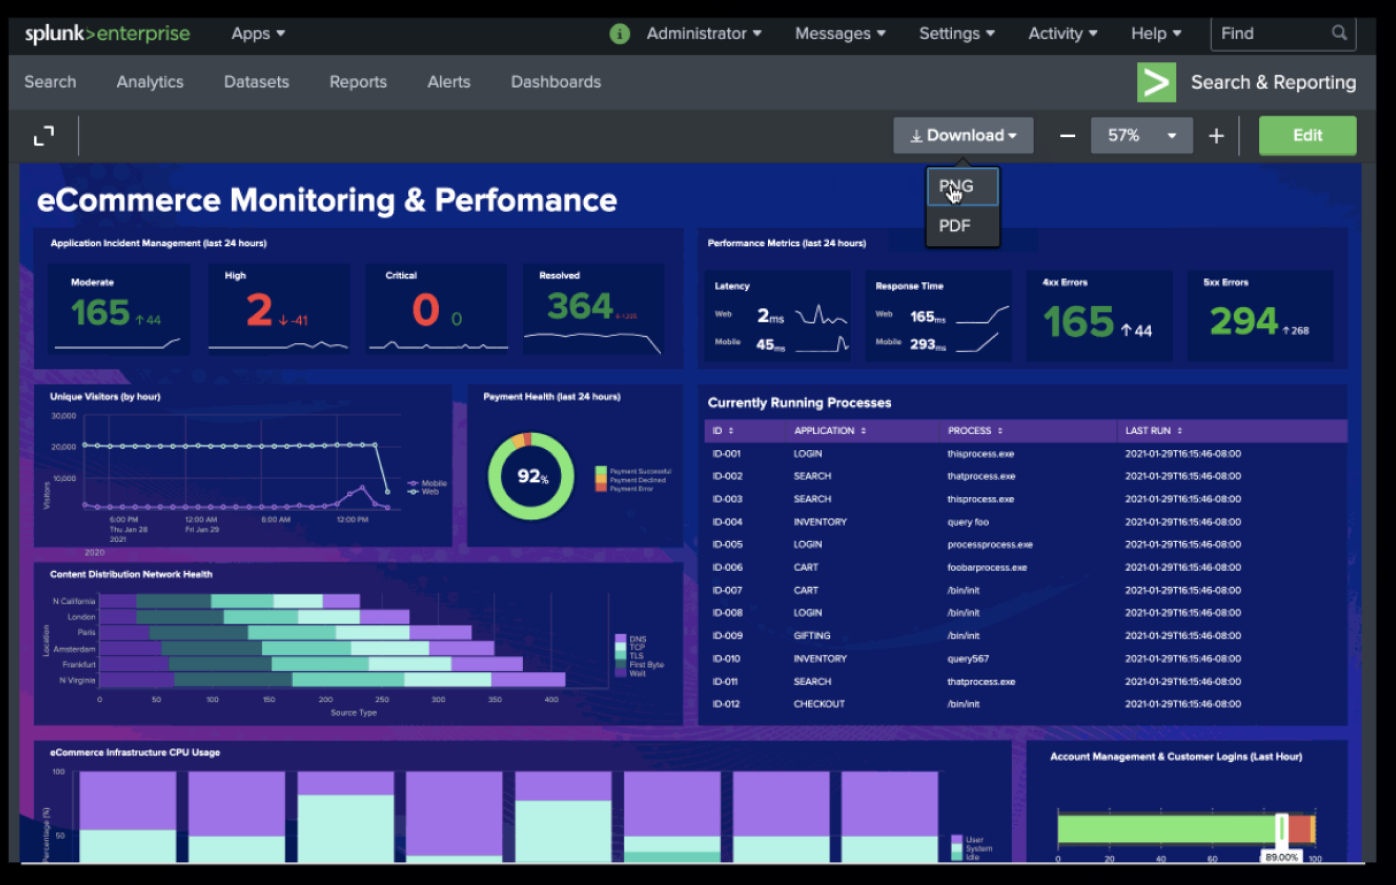 splunk>enterprise Apps Administrator Messages Settings Activity Help Find
Search Analytics Datasets Reports Alerts Dashboards Search & Reporting
Download 57% Edit
PNG
PDF
eCommerce Monitoring & Perfomance
Application Incident Management (last 24 hours)
Moderate
165 ↑ 44
High
2 ↓ -41
Critical
0 0
Resolved
364
Performance Metrics (last 24 hours)
Latency
Web 2ms
Mobile 45ms
Response Time
Web 165ms
Mobile 293ms
4xx Errors
165 ↑ 44
5xx Errors
294 ↑ 268
Unique Visitors (by hour)
30,000
20,000
10,000
Visitors
6:00 PM 12:00 AM 6:00 AM 12:00 PM
Thu Jan 28 Fri Jan 29
2021
2020
Mobile
Web
Payment Health (last 24 hours)
92%
Payment Successful
Payment Declined
Payment Error
Currently Running Processes
ID APPLICATION PROCESS LAST RUN
ID-001 LOGIN thisprocess.exe 2021-01-29T16:15:46-08:00
ID-002 SEARCH thatprocess.exe 2021-01-29T16:15:46-08:00
ID-003 SEARCH thisprocess.exe 2021-01-29T16:15:46-08:00
ID-004 INVENTORY query foo 2021-01-29T16:15:46-08:00
ID-005 LOGIN processprocess.exe 2021-01-29T16:15:46-08:00
ID-006 CART foobarprocess.exe 2021-01-29T16:15:46-08:00
ID-007 CART /bin/init 2021-01-29T16:15:46-08:00
ID-008 LOGIN /bin/init 2021-01-29T16:15:46-08:00
ID-009 GIFTING /bin/init 2021-01-29T16:15:46-08:00
ID-010 INVENTORY query567 2021-01-29T16:15:46-08:00
ID-011 SEARCH thatprocess.exe 2021-01-29T16:15:46-08:00
ID-012 CHECKOUT /bin/init 2021-01-29T16:15:46-08:00
Content Distribution Network Health
Location
N California
London
Paris
Amsterdam
Frankfurt
N Virginia
0 50 100 150 200 250 300 350 400
Source Type
DNS
TCP
TLS
First Byte
Wait
eCommerce Infrastructure CPU Usage
100
50
Percentage (%)
User
System
Idle
Account Management & Customer Logins (Last Hour)
0 20 40 60 89.00% 100